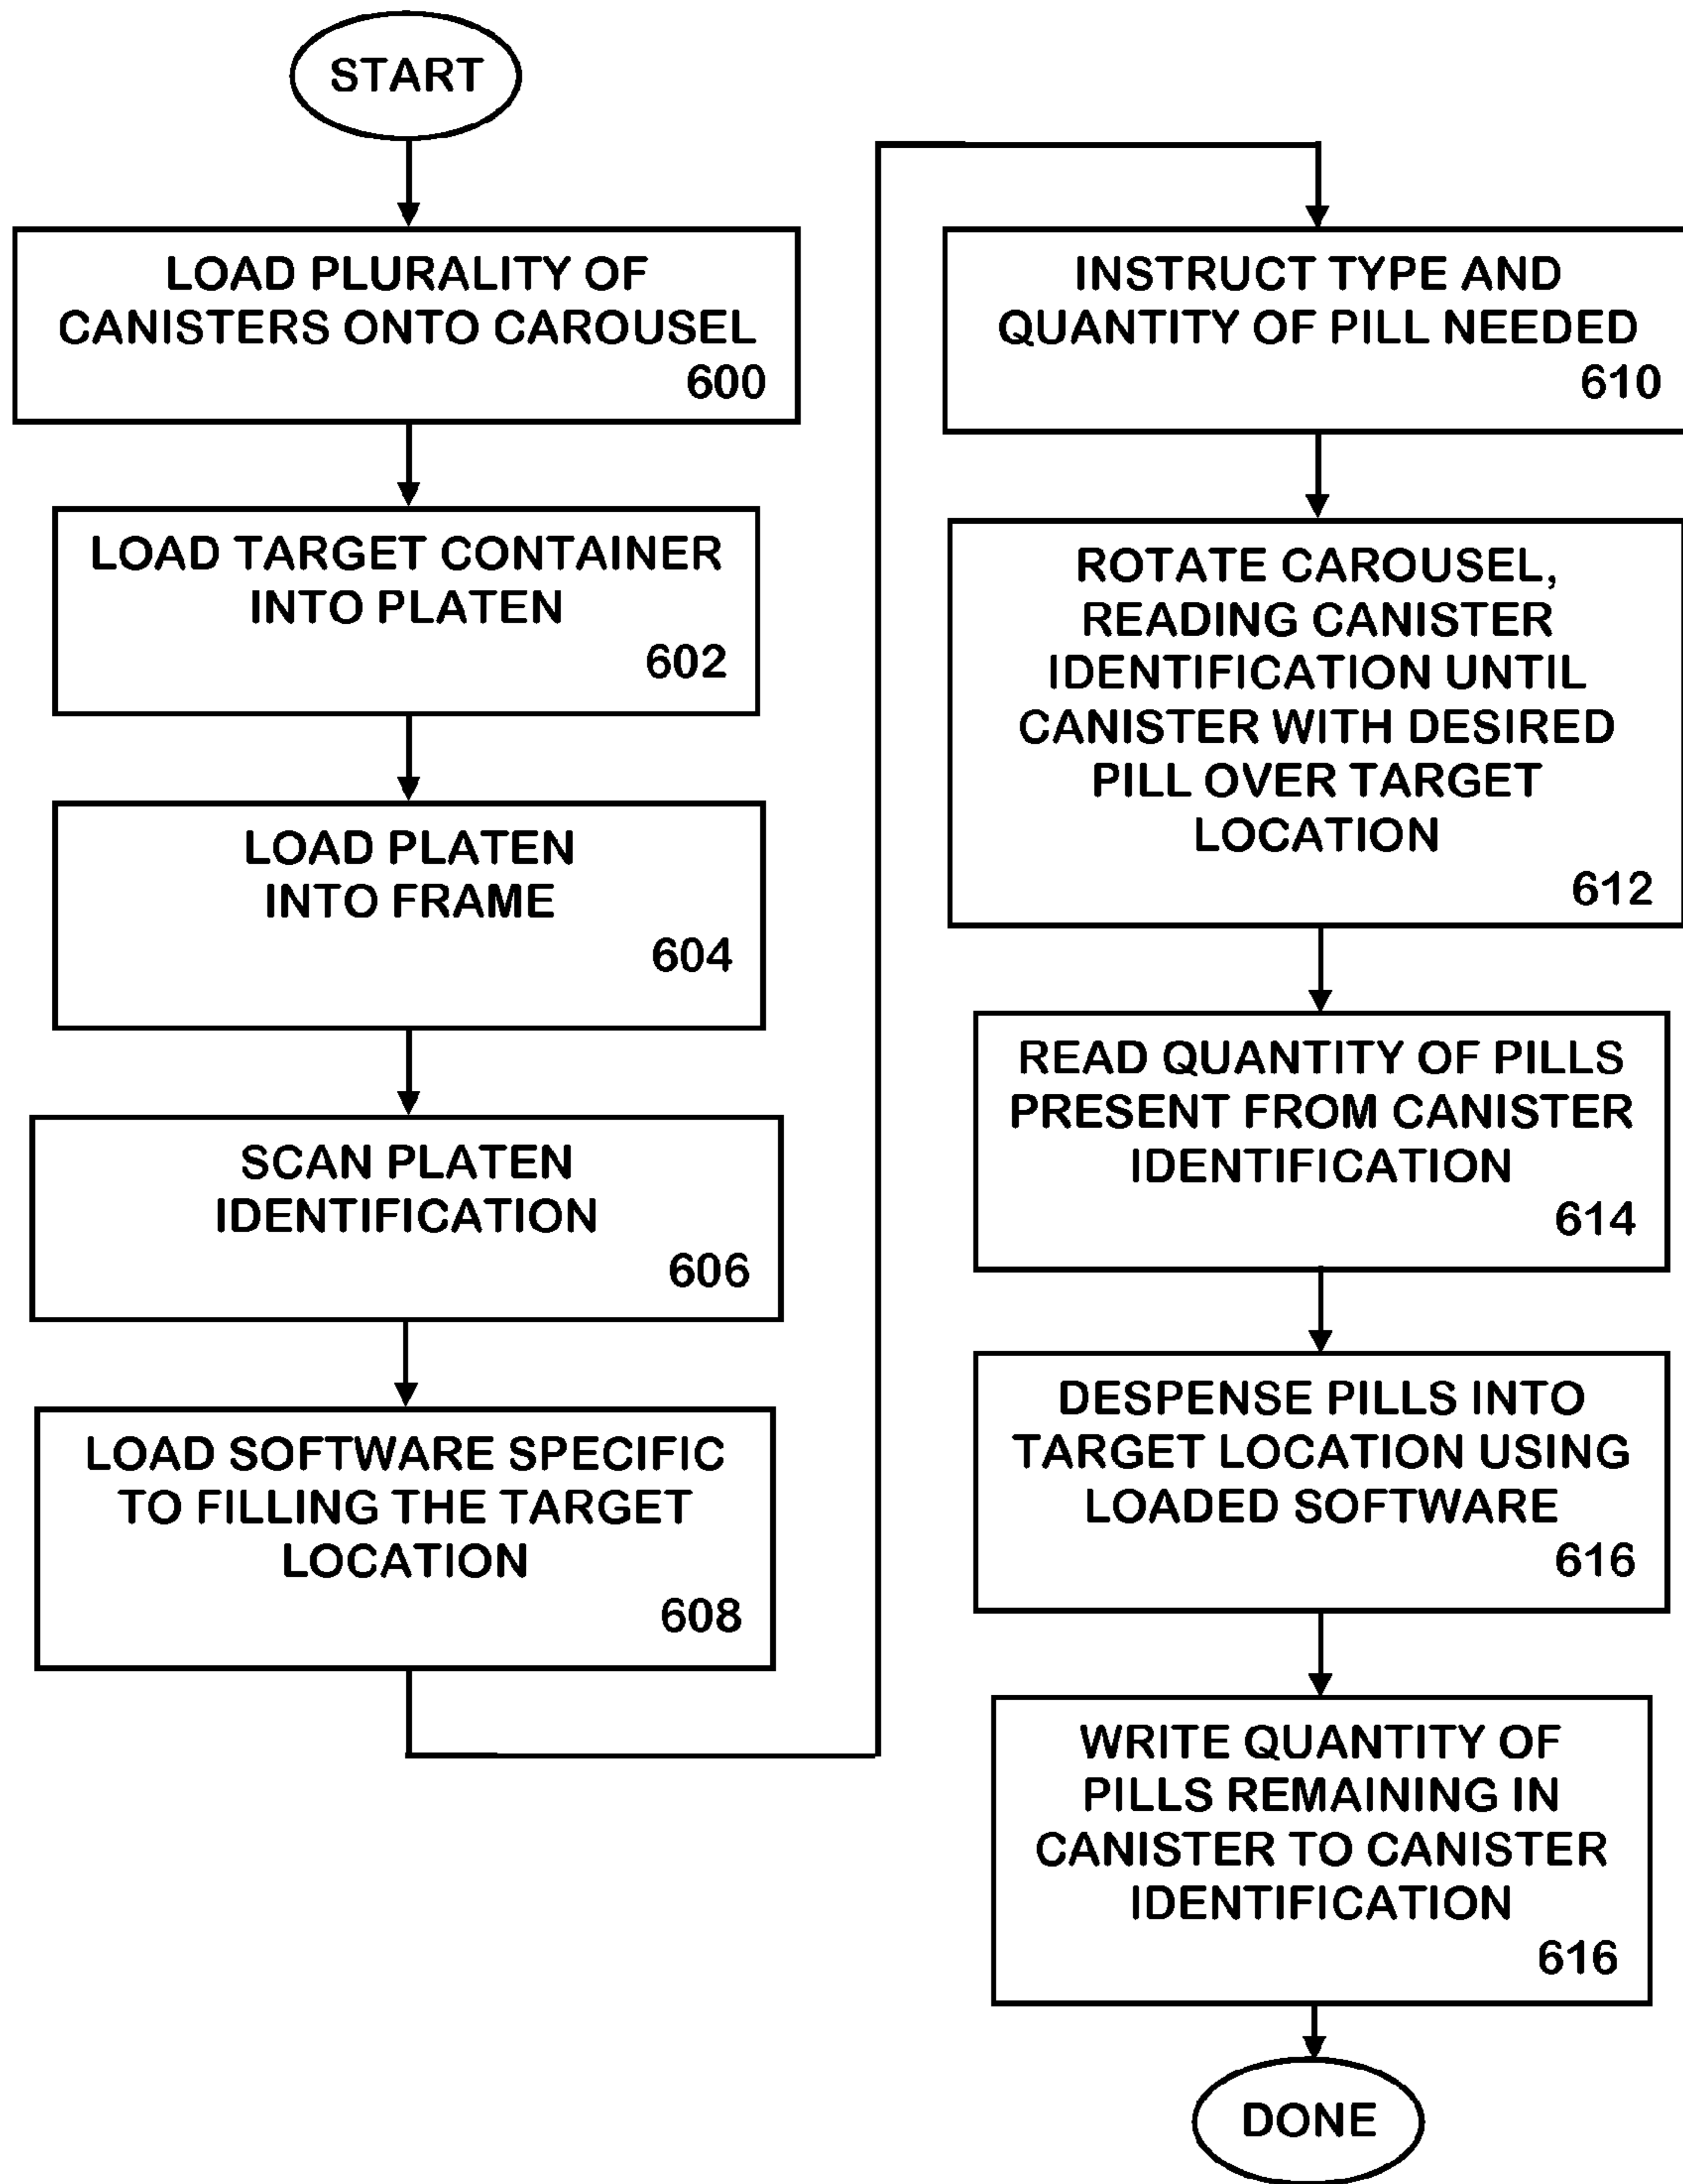 START
LOAD PLURALITY OF
CANISTERS ONTO CAROUSEL
600
LOAD TARGET CONTAINER
INTO PLATEN
602
LOAD PLATEN
INTO FRAME
604
SCAN PLATEN
IDENTIFICATION
606
LOAD SOFTWARE SPECIFIC
TO FILLING THE TARGET
LOCATION
608
INSTRUCT TYPE AND
QUANTITY OF PILL NEEDED
610
ROTATE CAROUSEL,
READING CANISTER
IDENTIFICATION UNTIL
CANISTER WITH DESIRED
PILL OVER TARGET
LOCATION
612
READ QUANTITY OF PILLS
PRESENT FROM CANISTER
IDENTIFICATION
614
DESPENSE PILLS INTO
TARGET LOCATION USING
LOADED SOFTWARE
616
WRITE QUANTITY OF
PILLS REMAINING IN
CANISTER TO CANISTER
IDENTIFICATION
616
DONE